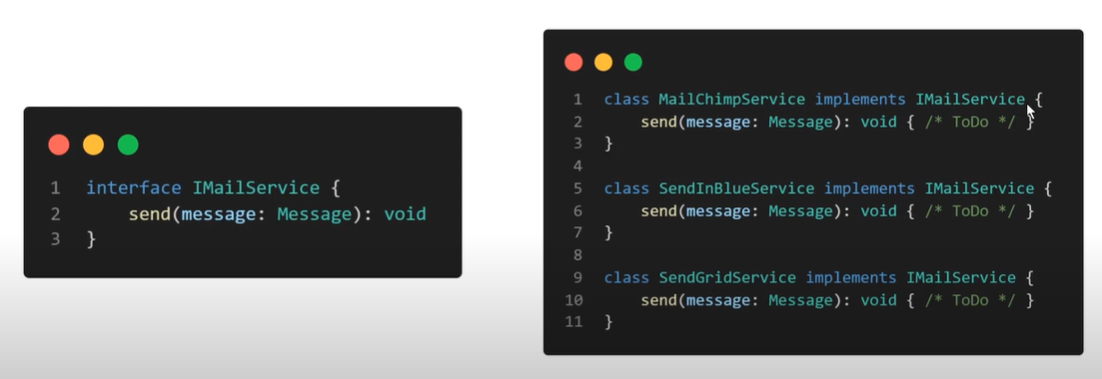 1 interface IMailService {
2 send(message: Message): void
3 }
1 class MailChimpService implements IMailService {
2 send(message: Message): void { /* ToDo */ }
3 }
4
5 class SendInBlueService implements IMailService {
6 send(message: Message): void { /* ToDo */ }
7 }
8
9 class SendGridService implements IMailService {
10 send(message: Message): void { /* ToDo */ }
11 }